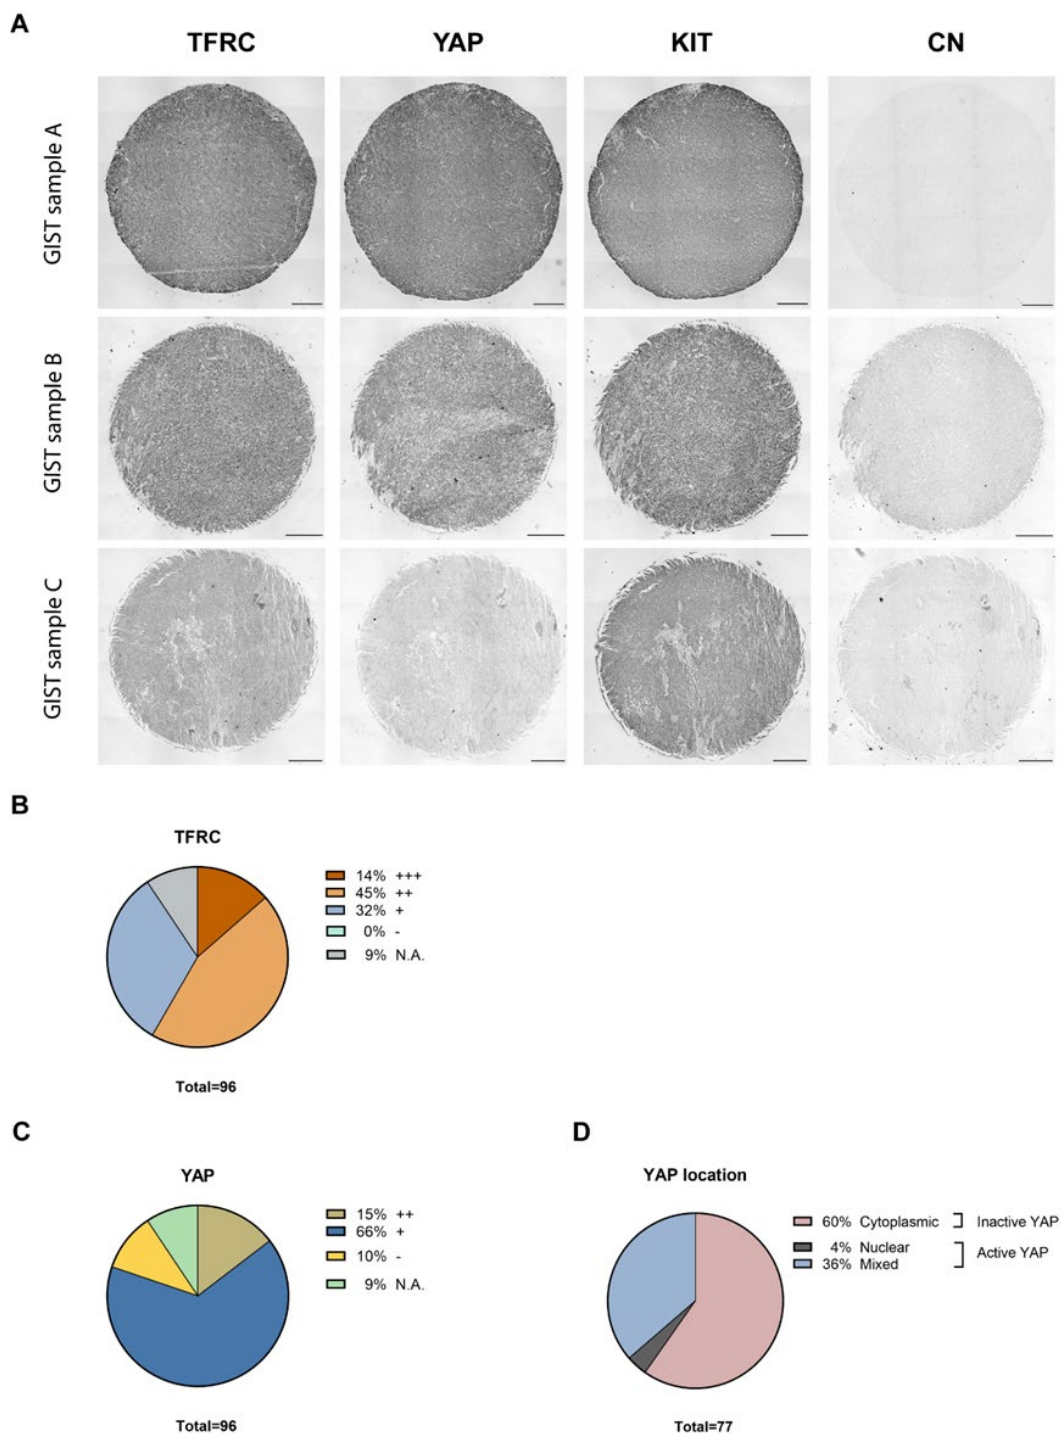 A
TFRC YAP KIT CN
GIST sample A
GIST sample B
GIST sample C
B
TFRC
14% +++
45% ++
32% +
0% -
9% N.A.
Total=96
C
YAP
15% ++
66% +
10% -
9% N.A.
Total=96
D
YAP location
60% Cytoplasmic Inactive YAP
4% Nuclear
Active YAP
36% Mixed
Total=77